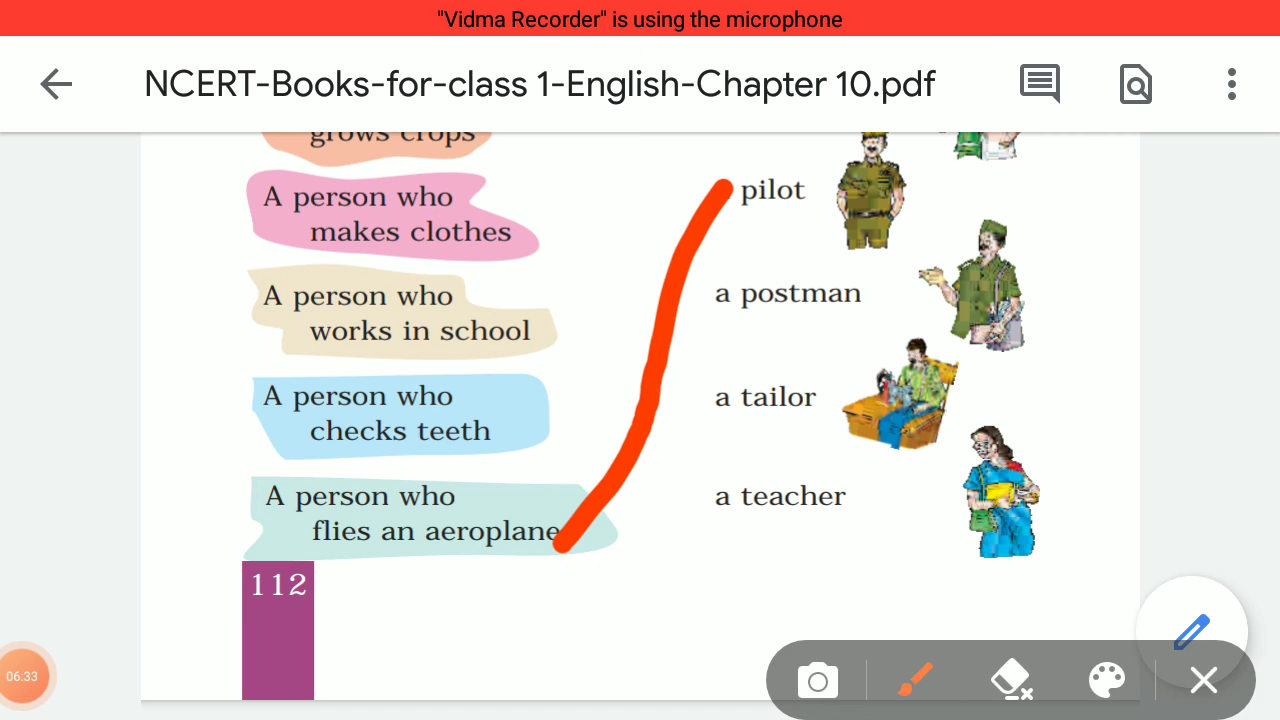 "Vidma Recorder" is using the microphone
NCERT-Books-for-class 1-English-Chapter 10.pdf
grows crops
A person who
makes clothes
A person who
works in school
A person who
checks teeth
A person who
flies an aeroplane
pilot
a postman
a tailor
a teacher
112
06:33